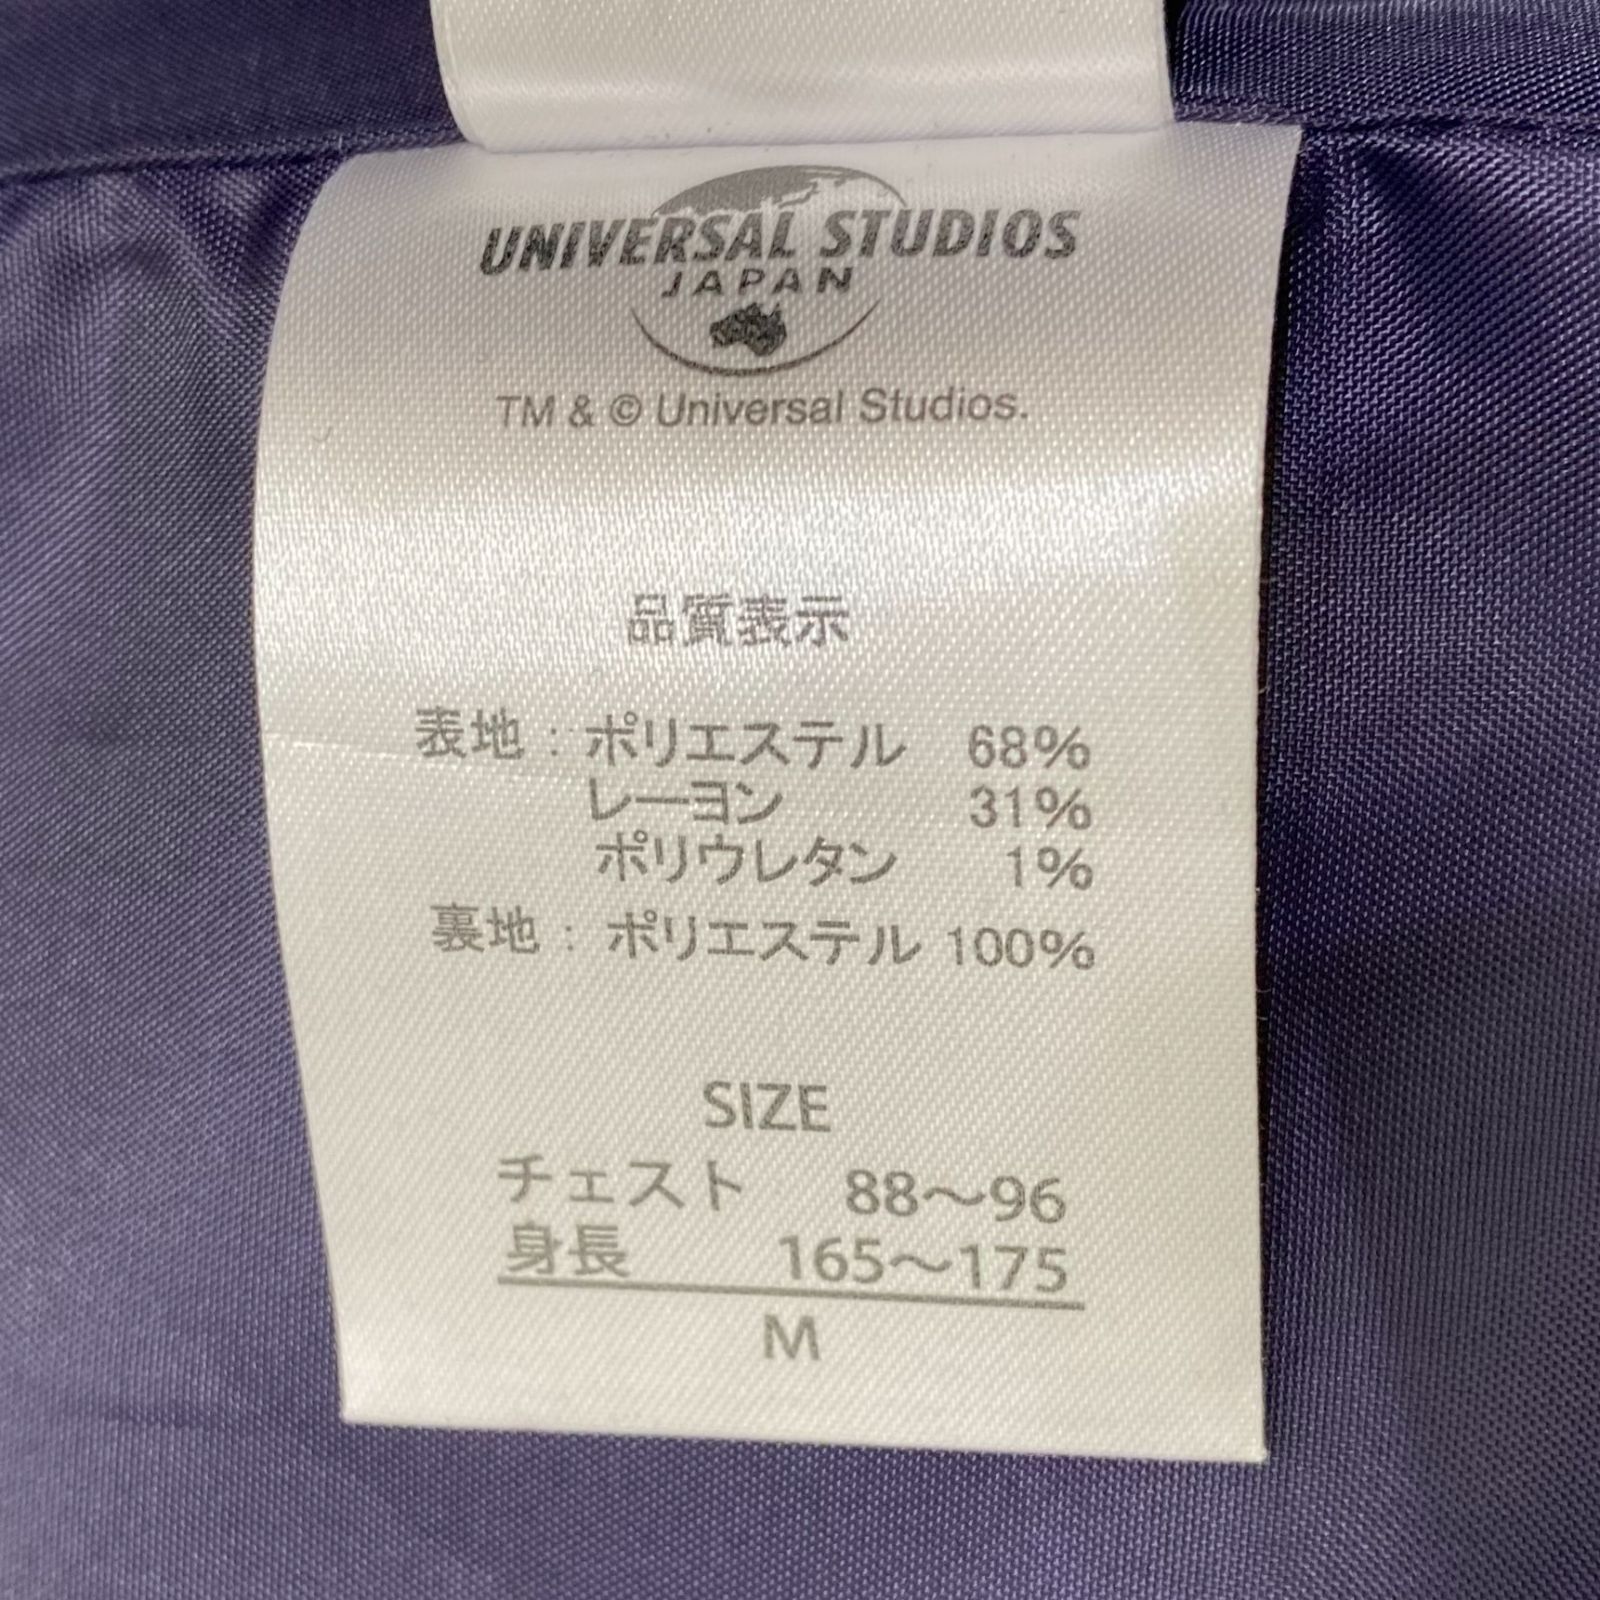 UNIVERSAL STUDIOS
JAPAN
TM & © Universal Studios.
品質表示
表地 : ポリエステル 68%
レーヨン 31%
ポリウレタン 1%
裏地 : ポリエステル 100%
SIZE
チェスト 88～96
身長 165～175
M